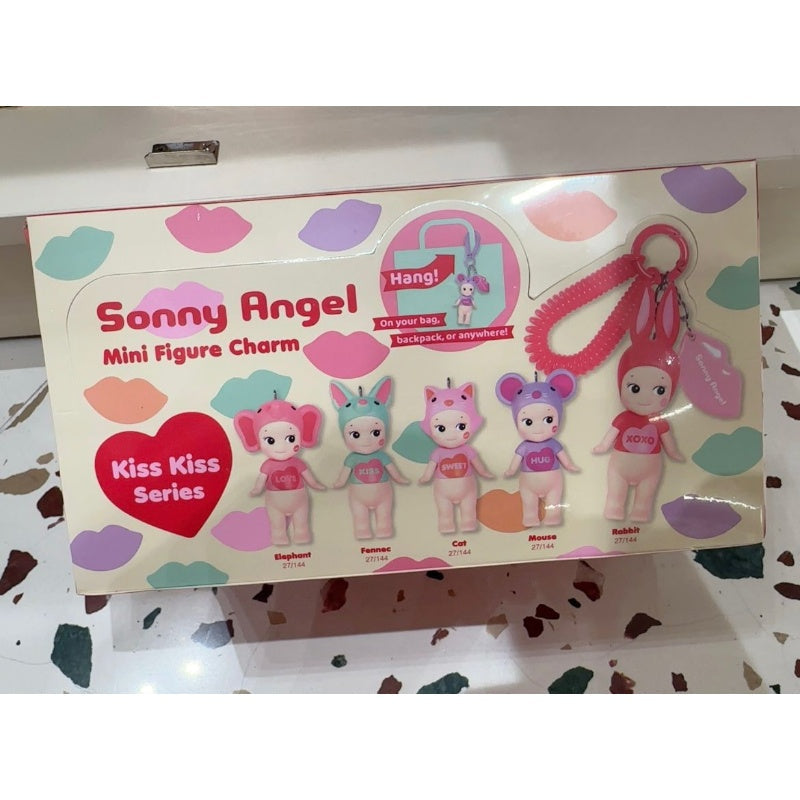 Sonny Angel
Mini Figure Charm
Hang!
On your bag,
backpack, or anywhere!
Kiss Kiss
Series
LOVE
KISS
SWEET
HUG
XOXO
Sonny Angel
Elephant
27/144
Fennec
27/144
Cat
27/144
Mouse
27/144
Rabbit
27/144